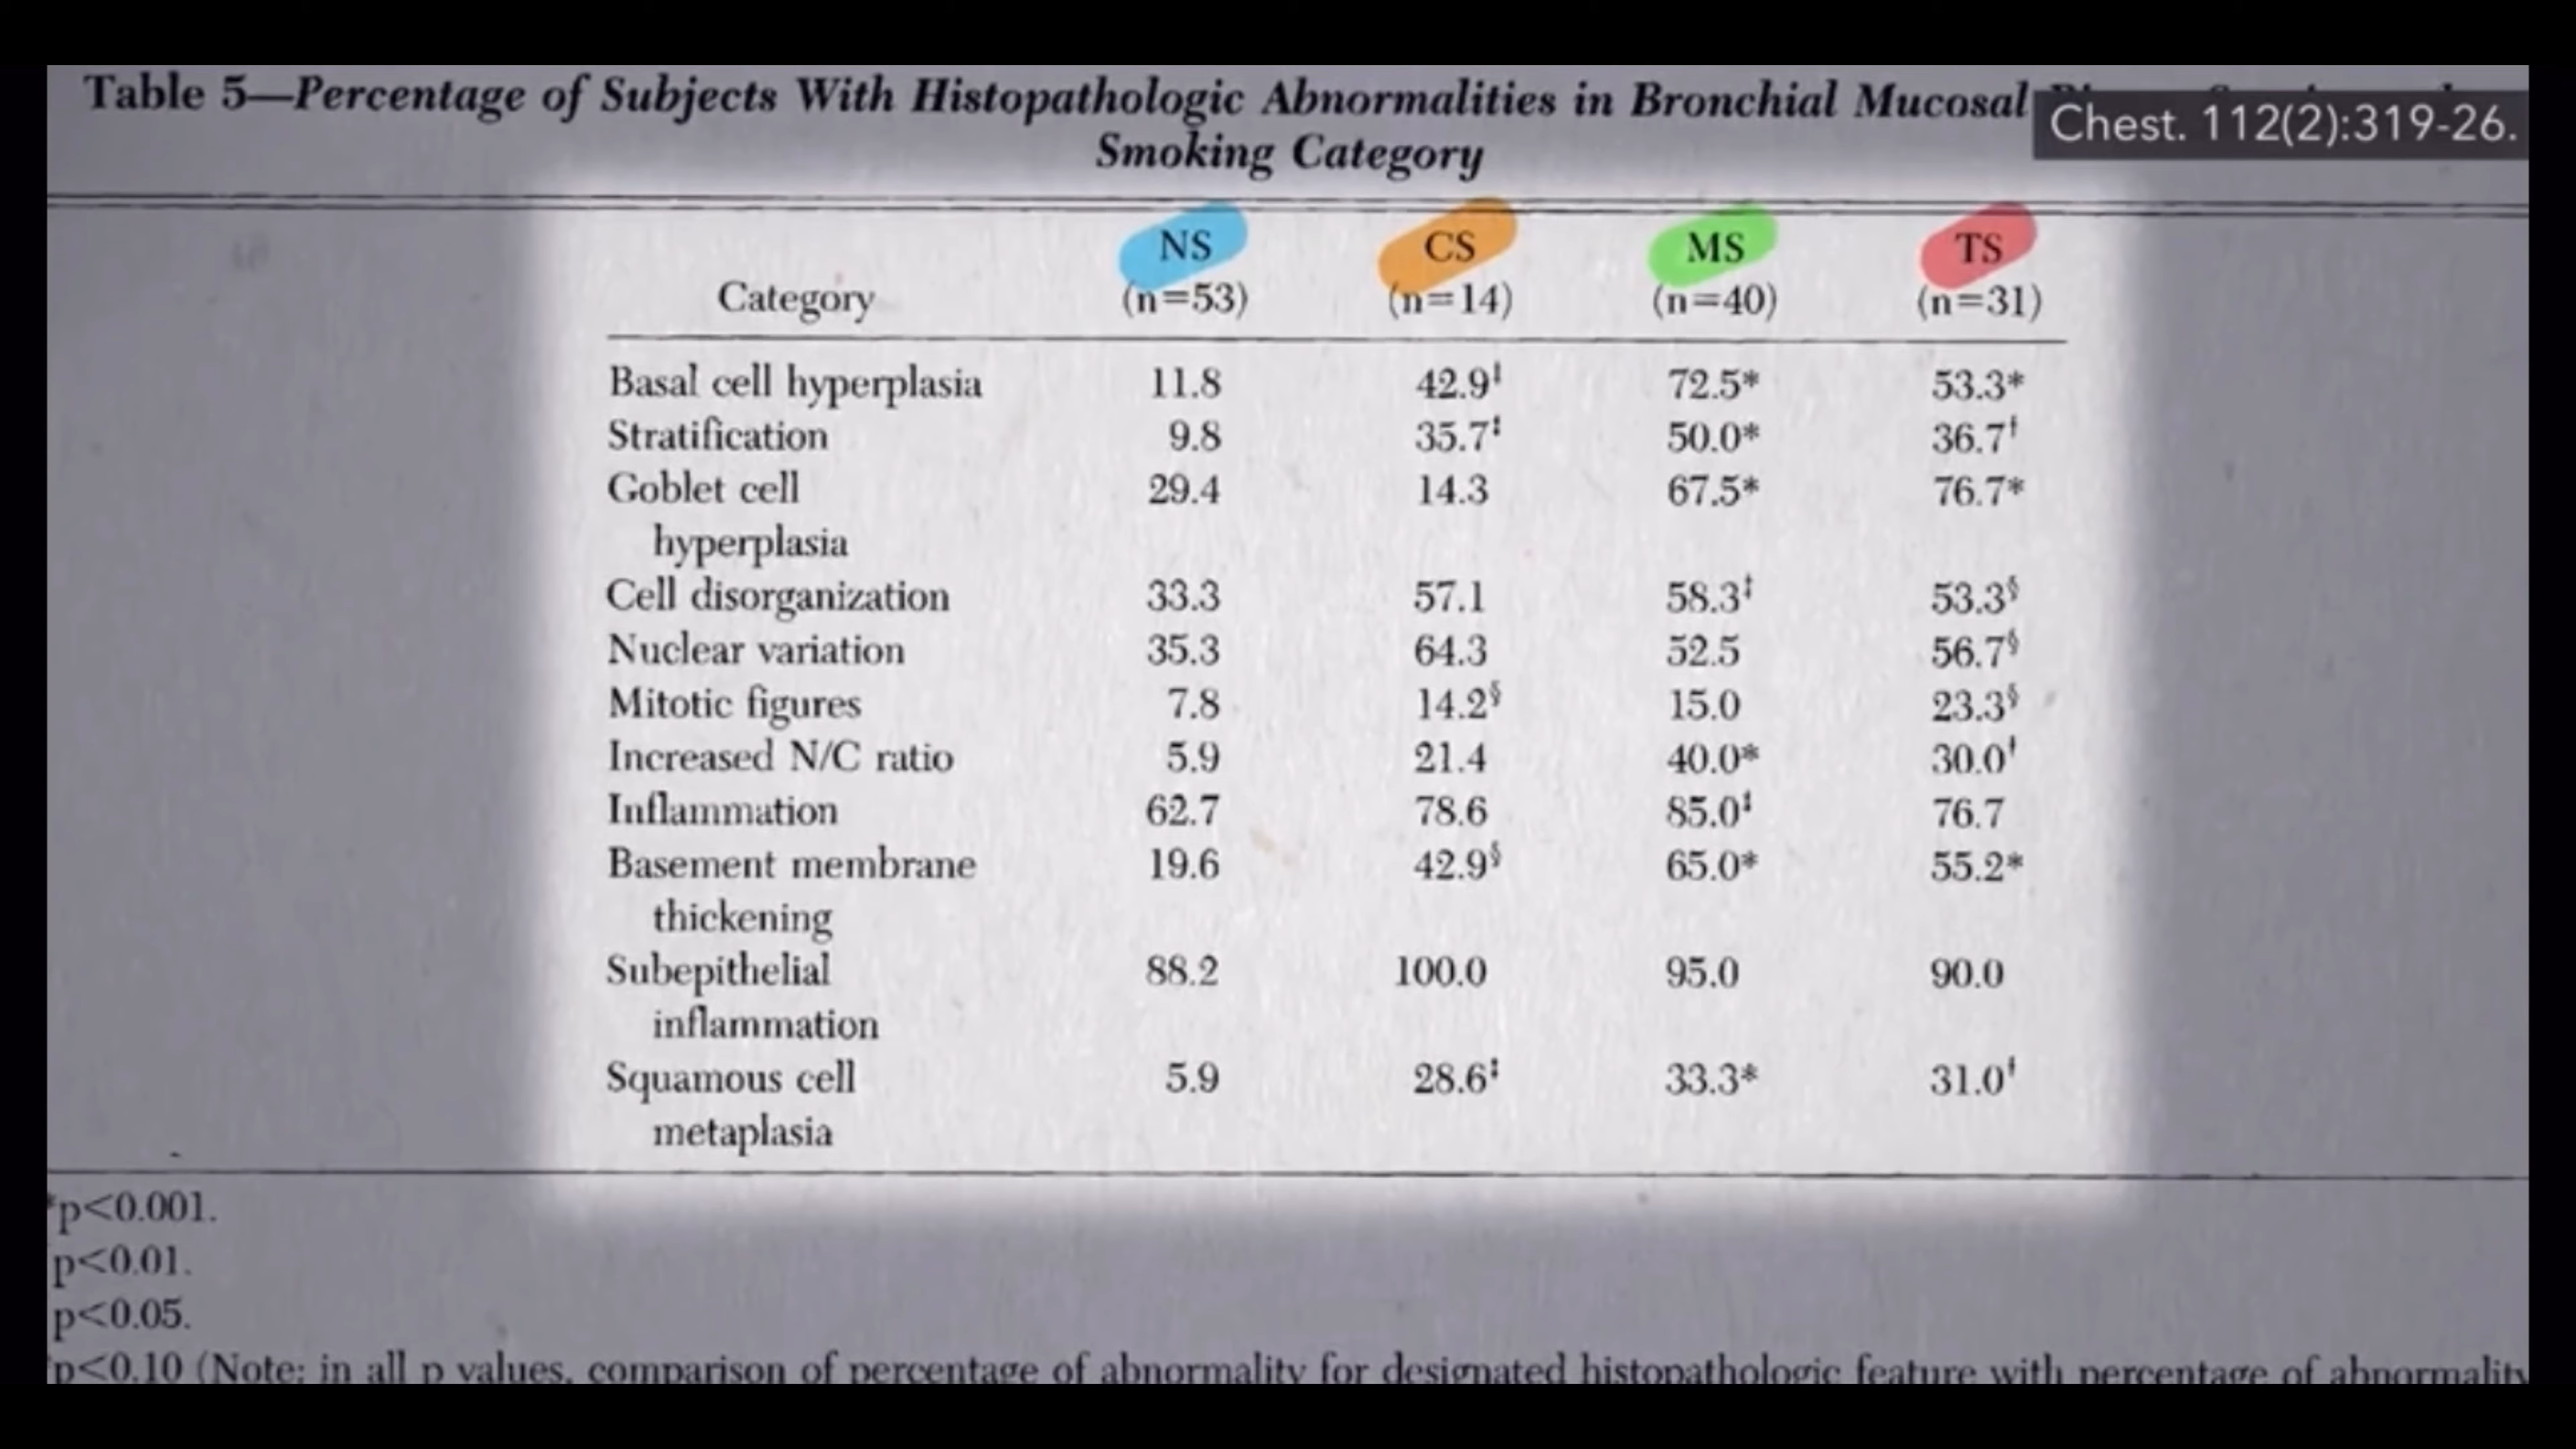 Table 5—Percentage of Subjects With Histopathologic Abnormalities in Bronchial Mucosal
Chest. 112(2):319-26.
Smoking Category
NS CS MS TS
Category (n=53) (n=14) (n=40) (n=31)
Basal cell hyperplasia 11.8 42.9‡ 72.5* 53.3*
Stratification 9.8 35.7‡ 50.0* 36.7†
Goblet cell 29.4 14.3 67.5* 76.7*
hyperplasia
Cell disorganization 33.3 57.1 58.3‡ 53.3§
Nuclear variation 35.3 64.3 52.5 56.7§
Mitotic figures 7.8 14.2§ 15.0 23.3§
Increased N/C ratio 5.9 21.4 40.0* 30.0†
Inflammation 62.7 78.6 85.0‡ 76.7
Basement membrane 19.6 42.9§ 65.0* 55.2*
thickening
Subepithelial 88.2 100.0 95.0 90.0
inflammation
Squamous cell 5.9 28.6‡ 33.3* 31.0†
metaplasia
*p<0.001.
p<0.01.
p<0.05.
p<0.10 (Note: in all p values, comparison of percentage of abnormality for designated histopathologic feature with percentage of abnormality